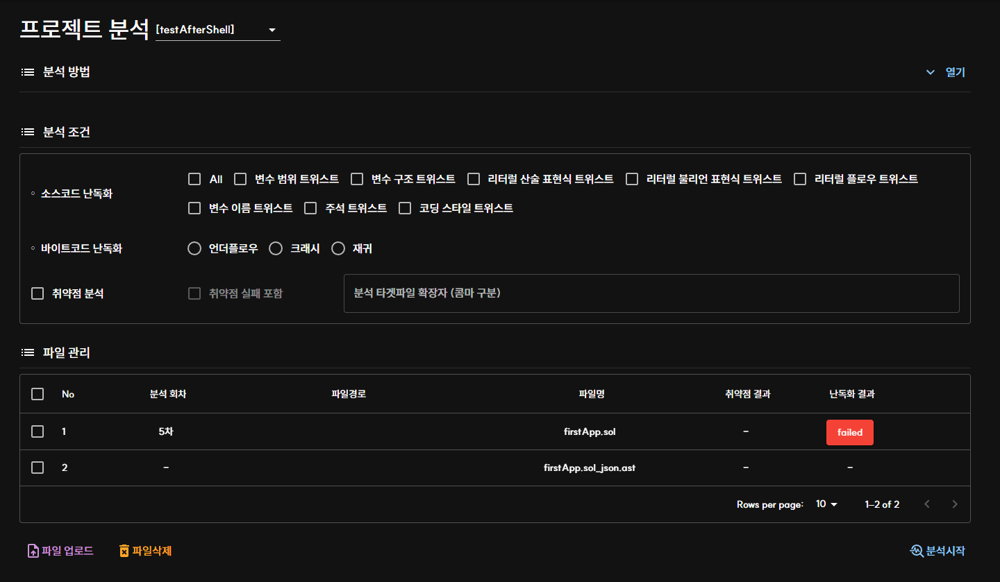 프로젝트 분석 [testAfterShell]
분석 방법 열기
분석 조건
소스코드 난독화
All 변수 범위 트위스트 변수 구조 트위스트 리터럴 산술 표현식 트위스트 리터럴 불리언 표현식 트위스트 리터럴 플로우 트위스트
변수 이름 트위스트 주석 트위스트 코딩 스타일 트위스트
바이트코드 난독화 언더플로우 크래시 재귀
취약점 분석 취약점 실패 포함 분석 타겟파일 확장자 (콤마 구분)
파일 관리
No 분석 회차 파일경로 파일명 취약점 결과 난독화 결과
1 5차 firstApp.sol - failed
2 - firstApp.sol_json.ast - -
Rows per page: 10 1–2 of 2
파일 업로드 파일삭제 분석시작